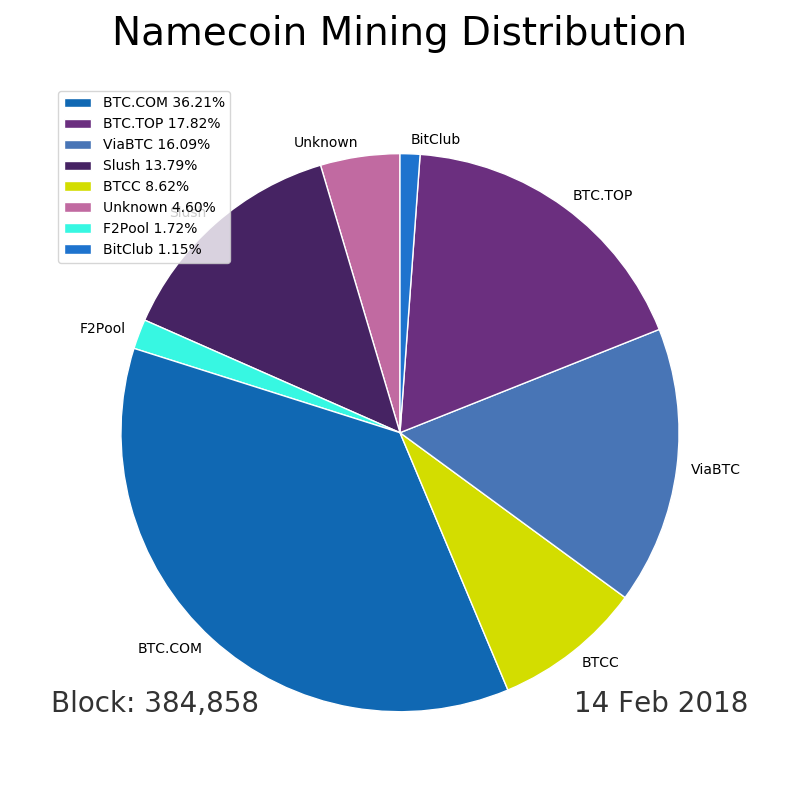 Namecoin Mining Distribution
BTC.COM 36.21%
BTC.TOP 17.82%
ViaBTC 16.09%
Slush 13.79%
BTCC 8.62%
Unknown 4.60%
F2Pool 1.72%
BitClub 1.15%
BitClub
Unknown
BTC.TOP
Slush
F2Pool
ViaBTC
BTC.COM
BTCC
Block: 384,858
14 Feb 2018